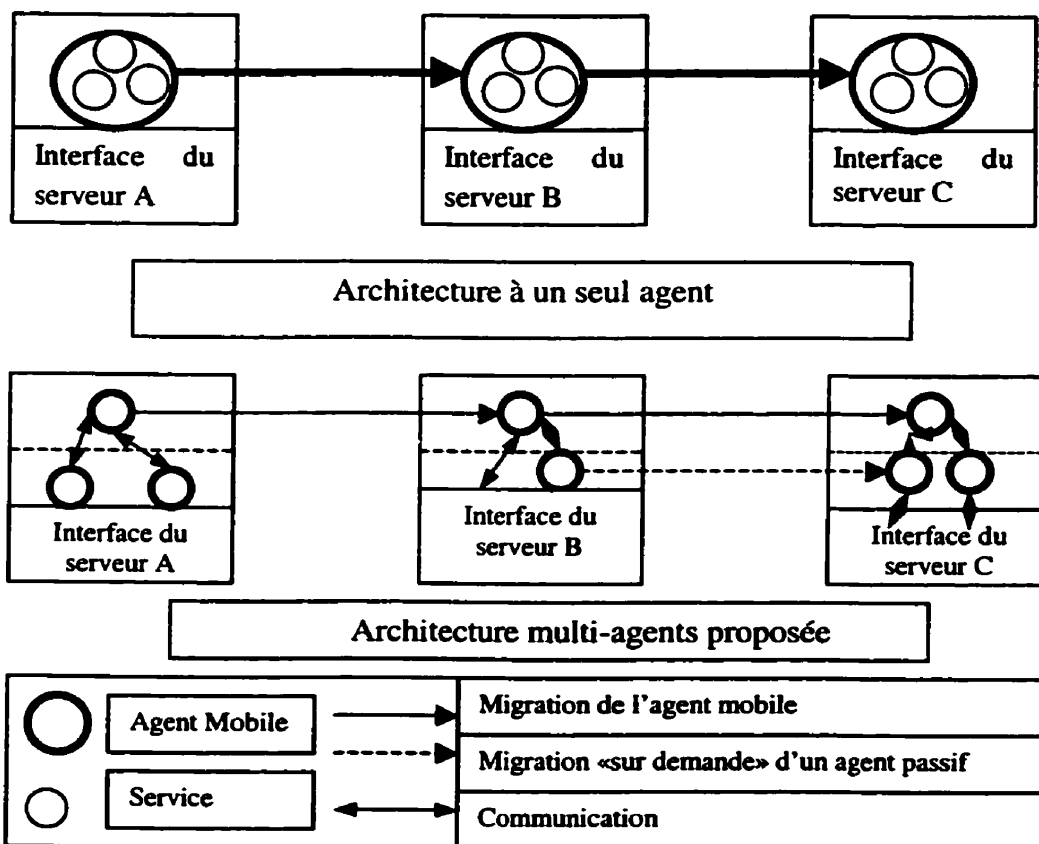 Interface du
serveur A
Interface du
serveur B
Interface du
serveur C
Architecture à un seul agent
Interface du
serveur A
Interface du
serveur B
Interface du
serveur C
Architecture multi-agents proposée
Agent Mobile
Service
Migration de l'agent mobile
Migration «sur demande» d'un agent passif
Communication